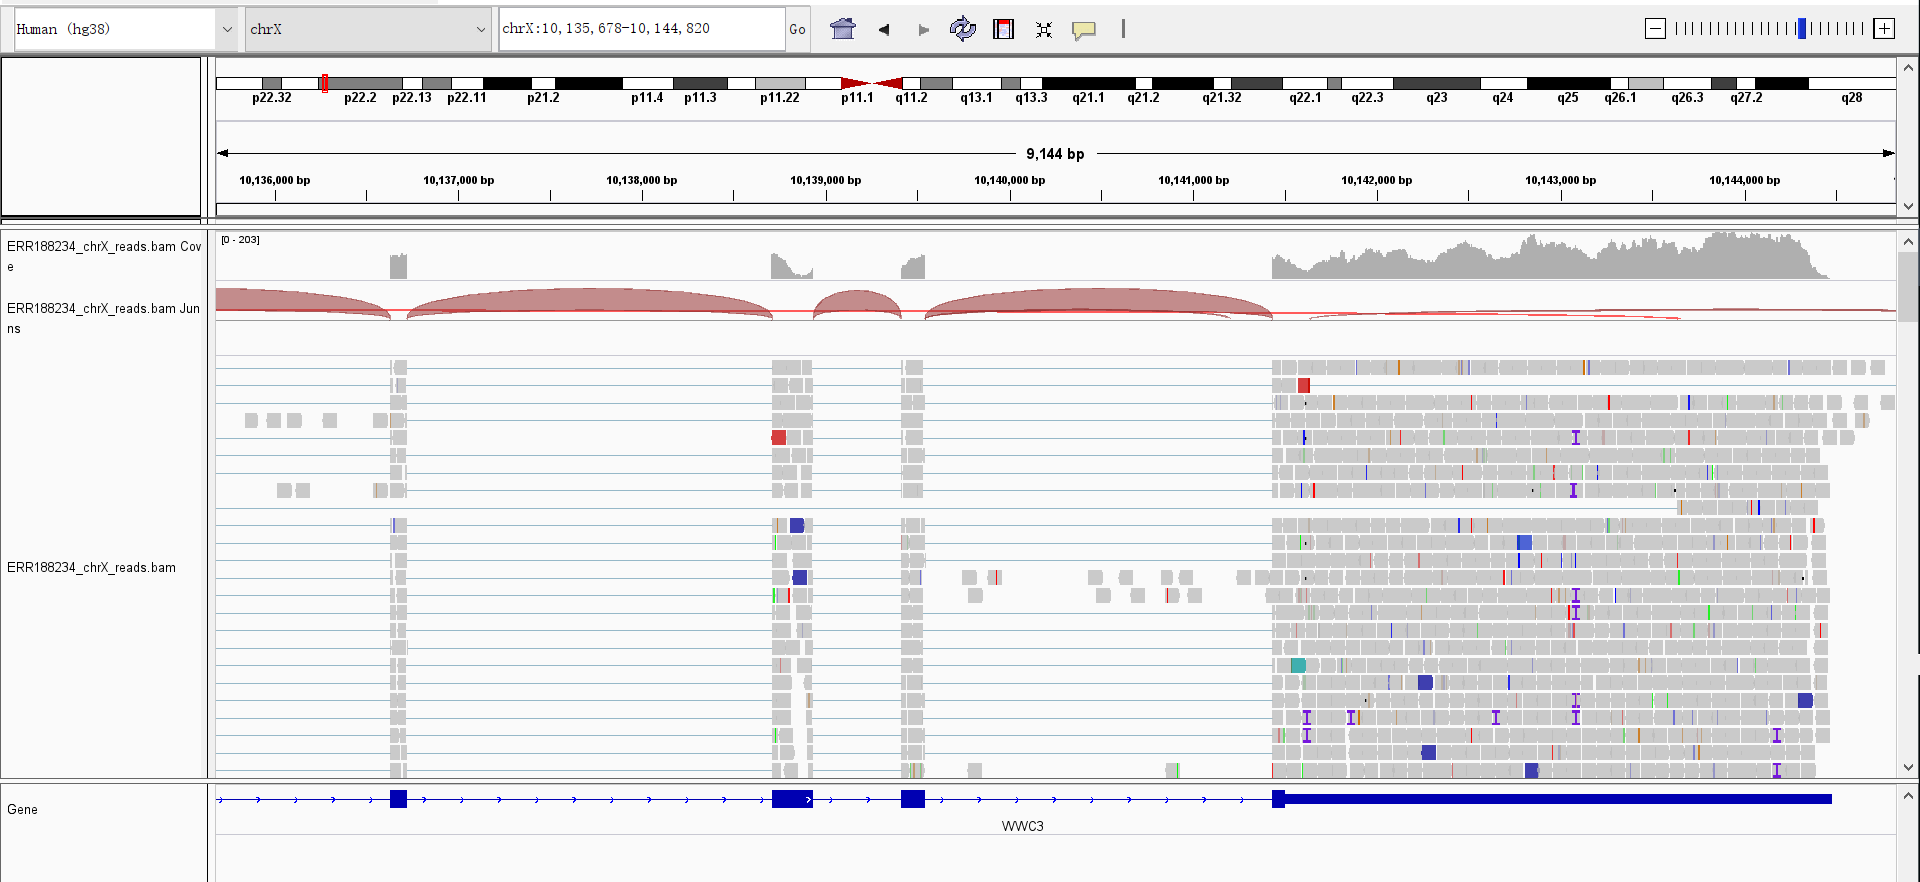 Human (hg38) chrX chrX:10,135,678-10,144,820 Go
p22.32 p22.2 p22.13 p22.11 p21.2 p11.4 p11.3 p11.22 p11.1 q11.2 q13.1 q13.3 q21.1 q21.2 q21.32 q22.1 q22.3 q23 q24 q25 q26.1 q26.3 q27.2 q28
9,144 bp
10,136,000 bp 10,137,000 bp 10,138,000 bp 10,139,000 bp 10,140,000 bp 10,141,000 bp 10,142,000 bp 10,143,000 bp 10,144,000 bp
[0 - 203]
ERR188234_chrX_reads.bam Cov
e
ERR188234_chrX_reads.bam Jun
ns
ERR188234_chrX_reads.bam
Gene
WWC3